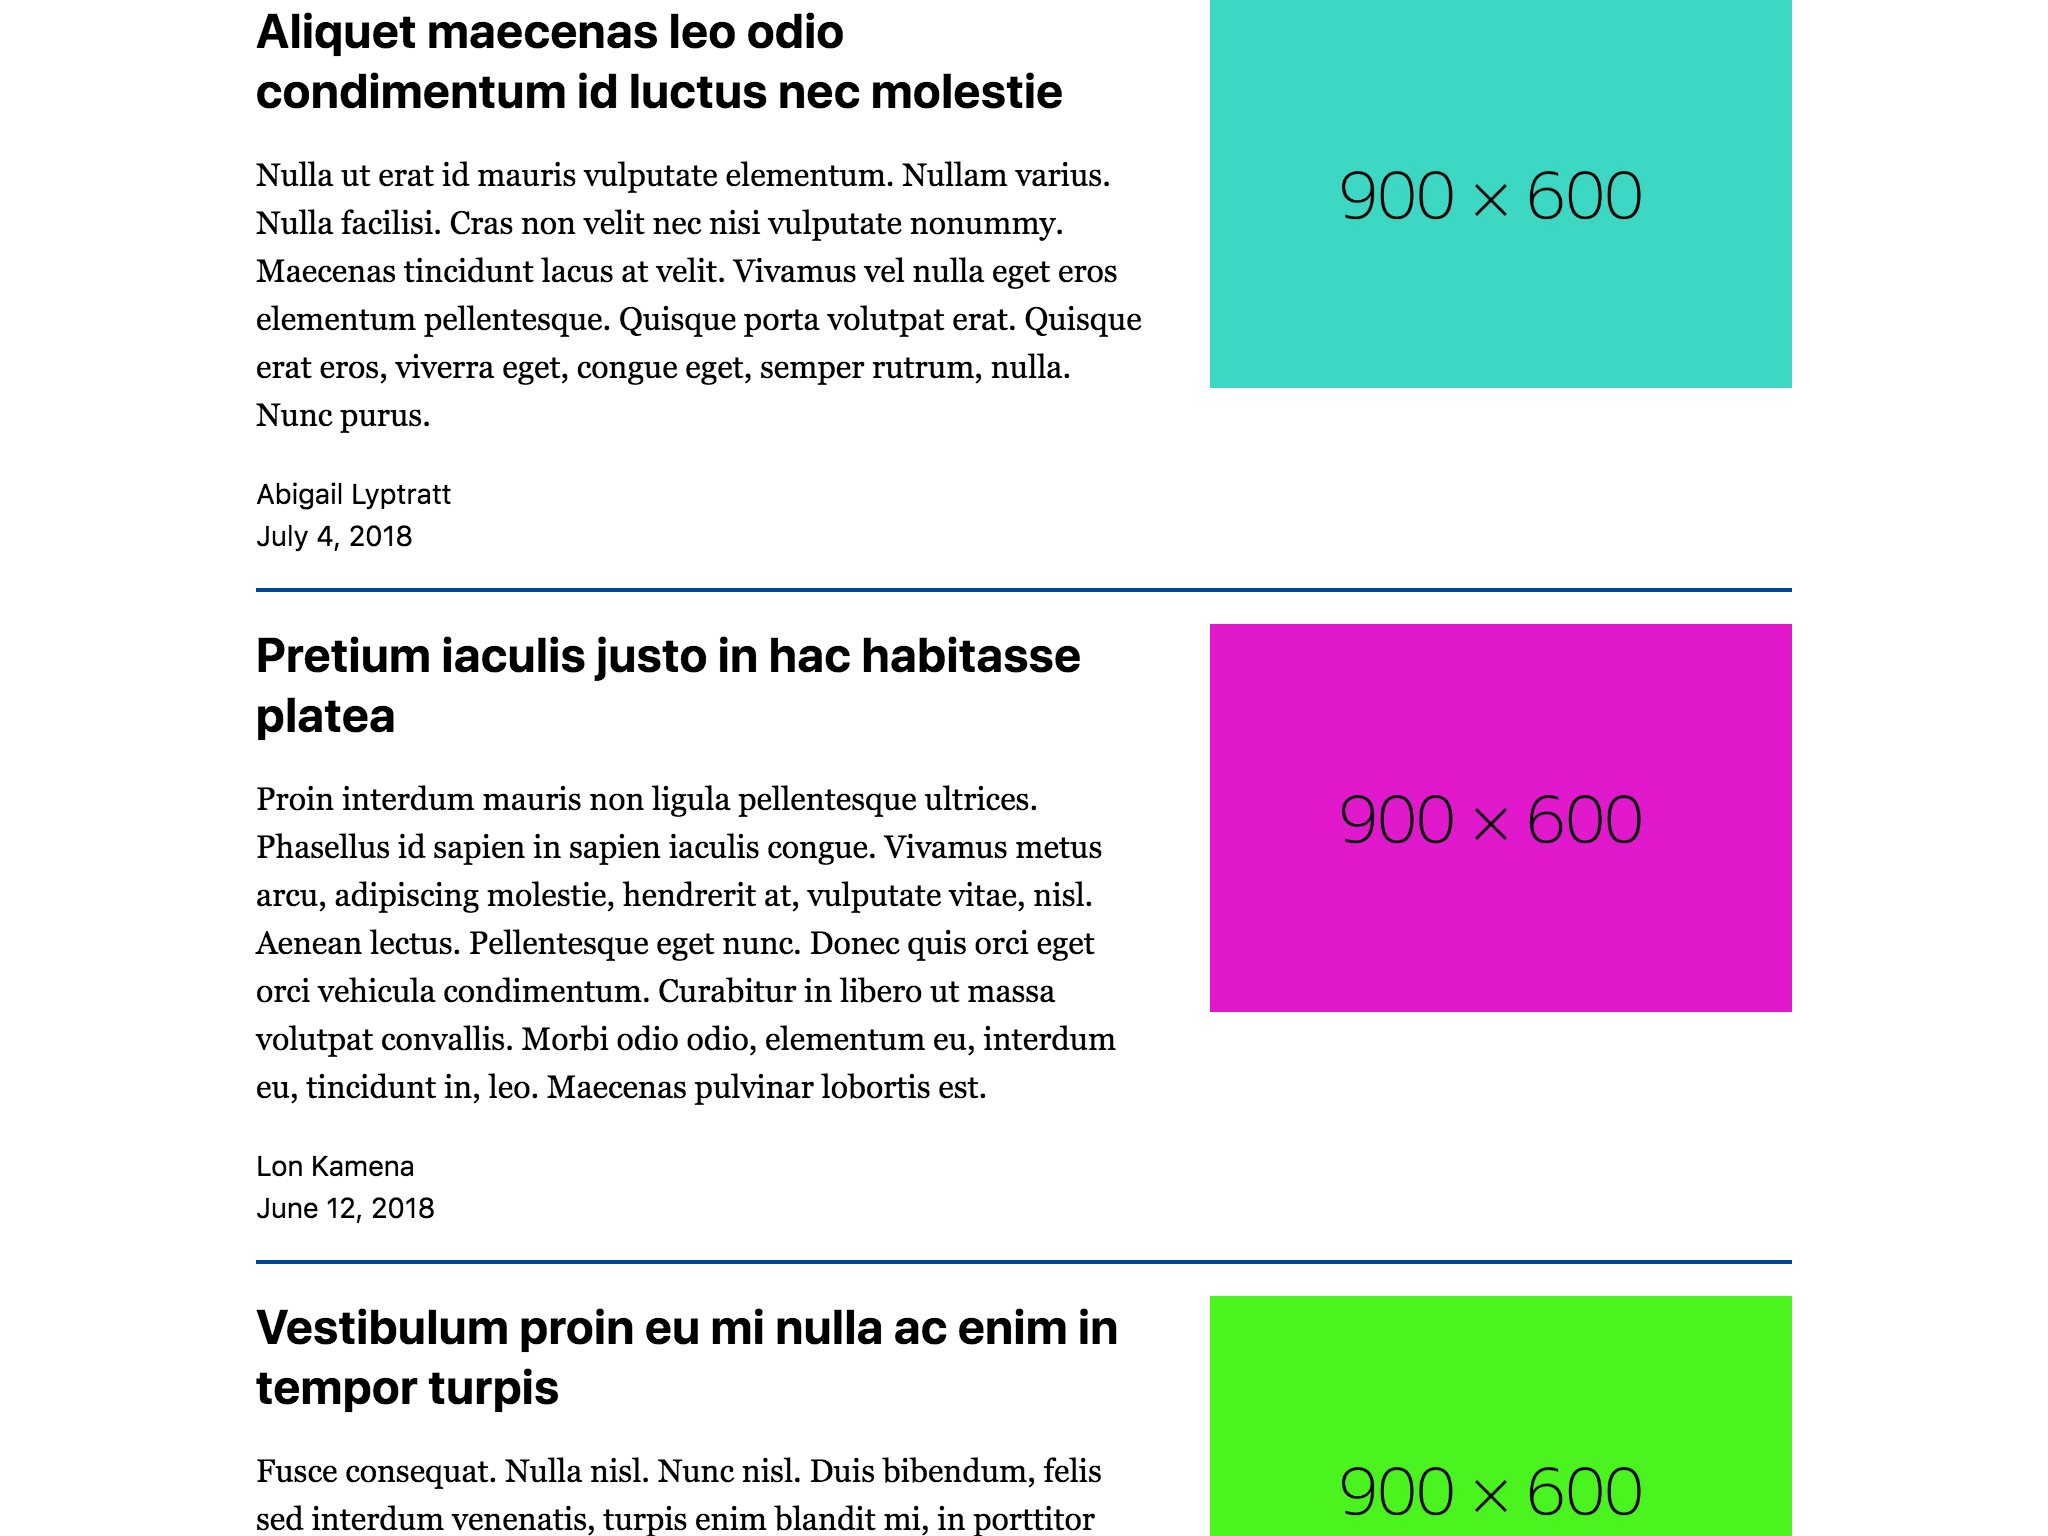 Aliquet maecenas leo odio
condimentum id luctus nec molestie
Nulla ut erat id mauris vulputate elementum. Nullam varius.
Nulla facilisi. Cras non velit nec nisi vulputate nonummy.
Maecenas tincidunt lacus at velit. Vivamus vel nulla eget eros
elementum pellentesque. Quisque porta volutpat erat. Quisque
erat eros, viverra eget, congue eget, semper rutrum, nulla.
Nunc purus.
Abigail Lyptratt
July 4, 2018
900 × 600
Pretium iaculis justo in hac habitasse
platea
Proin interdum mauris non ligula pellentesque ultrices.
Phasellus id sapien in sapien iaculis congue. Vivamus metus
arcu, adipiscing molestie, hendrerit at, vulputate vitae, nisl.
Aenean lectus. Pellentesque eget nunc. Donec quis orci eget
orci vehicula condimentum. Curabitur in libero ut massa
volutpat convallis. Morbi odio odio, elementum eu, interdum
eu, tincidunt in, leo. Maecenas pulvinar lobortis est.
Lon Kamena
June 12, 2018
900 × 600
Vestibulum proin eu mi nulla ac enim in
tempor turpis
Fusce consequat. Nulla nisl. Nunc nisl. Duis bibendum, felis
sed interdum venenatis, turpis enim blandit mi, in porttitor
900 × 600